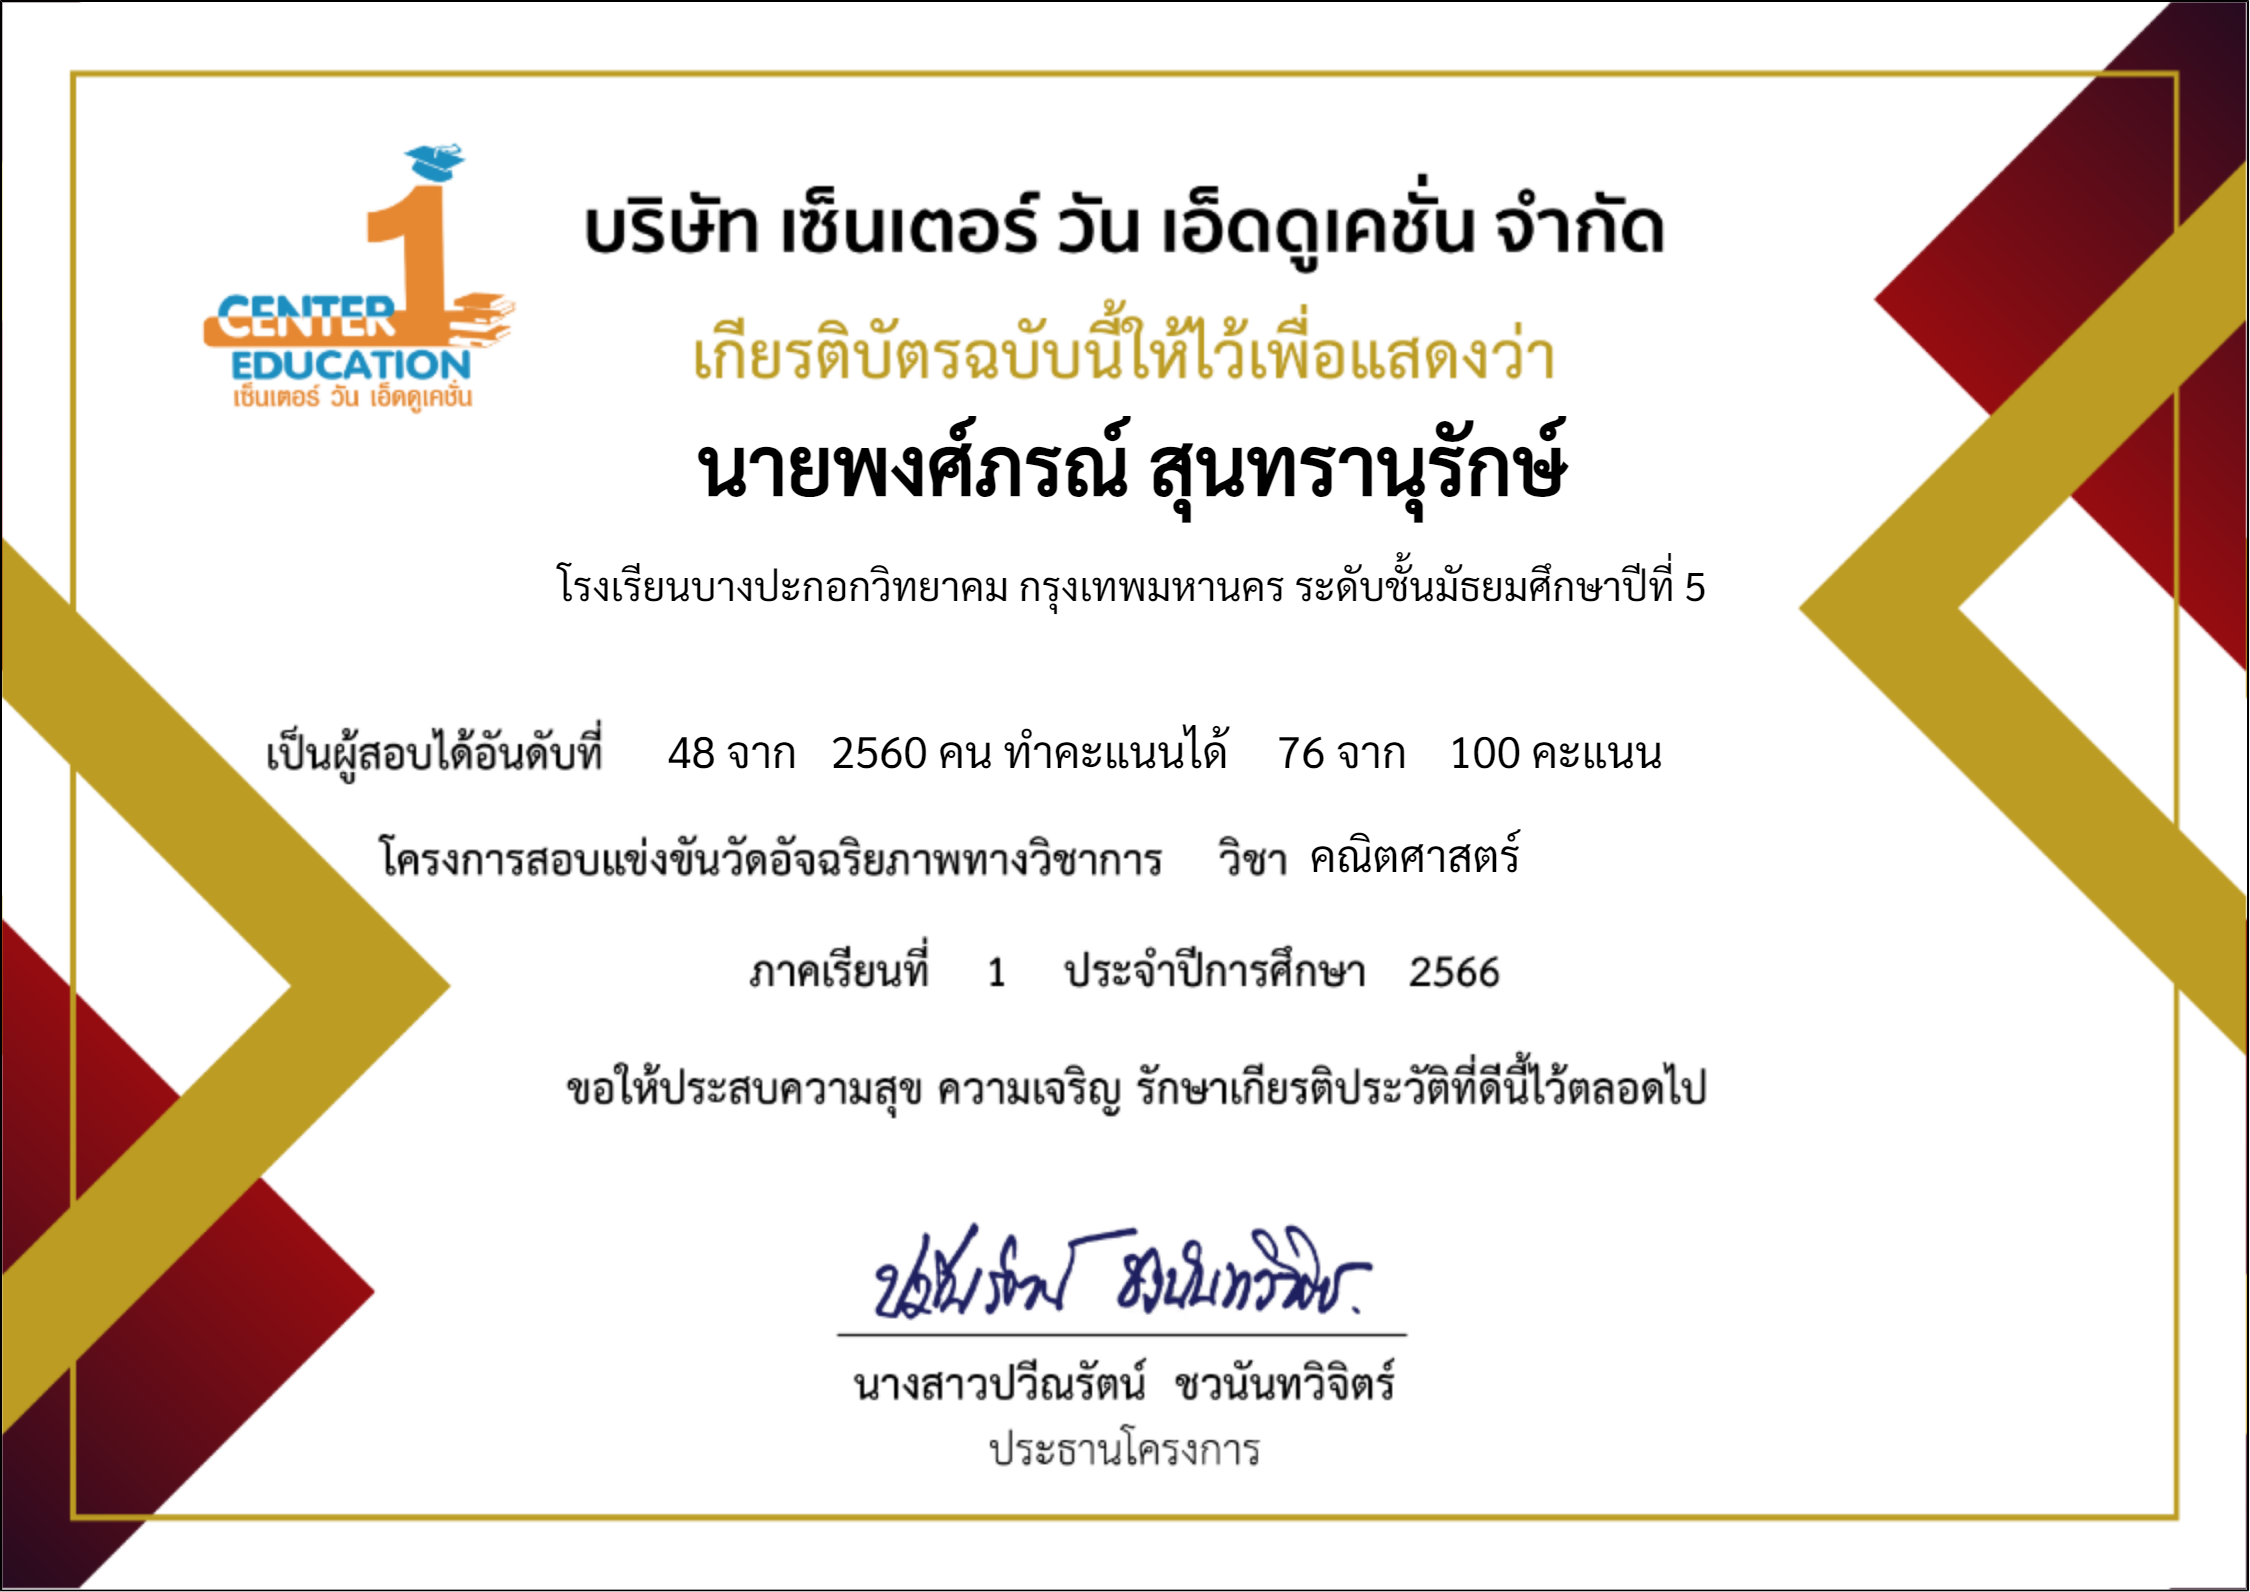 1
CENTER
EDUCATION
เซ็นเตอร์ วัน เอ็ดดูเคชั่น
บริษัท เซ็นเตอร์ วัน เอ็ดดูเคชั่น จำกัด
เกียรติบัตรฉบับนี้ให้ไว้เพื่อแสดงว่า
นายพงศ์ภรณ์ สุนทรานุรักษ์
โรงเรียนบางปะกอกวิทยาคม กรุงเทพมหานคร ระดับชั้นมัธยมศึกษาปีที่ 5
เป็นผู้สอบได้อันดับที่ 48 จาก 2560 คน ทำคะแนนได้ 76 จาก 100 คะแนน
โครงการสอบแข่งขันวัดอัจฉริยภาพทางวิชาการ วิชา คณิตศาสตร์
ภาคเรียนที่ 1 ประจำปีการศึกษา 2566
ขอให้ประสบความสุข ความเจริญ รักษาเกียรติประวัติที่ดีนี้ไว้ตลอดไป
ปวีณรัตน์ ชวนันทวิจิตร.
นางสาวปวีณรัตน์ ชวนันทวิจิตร์
ประธานโครงการ